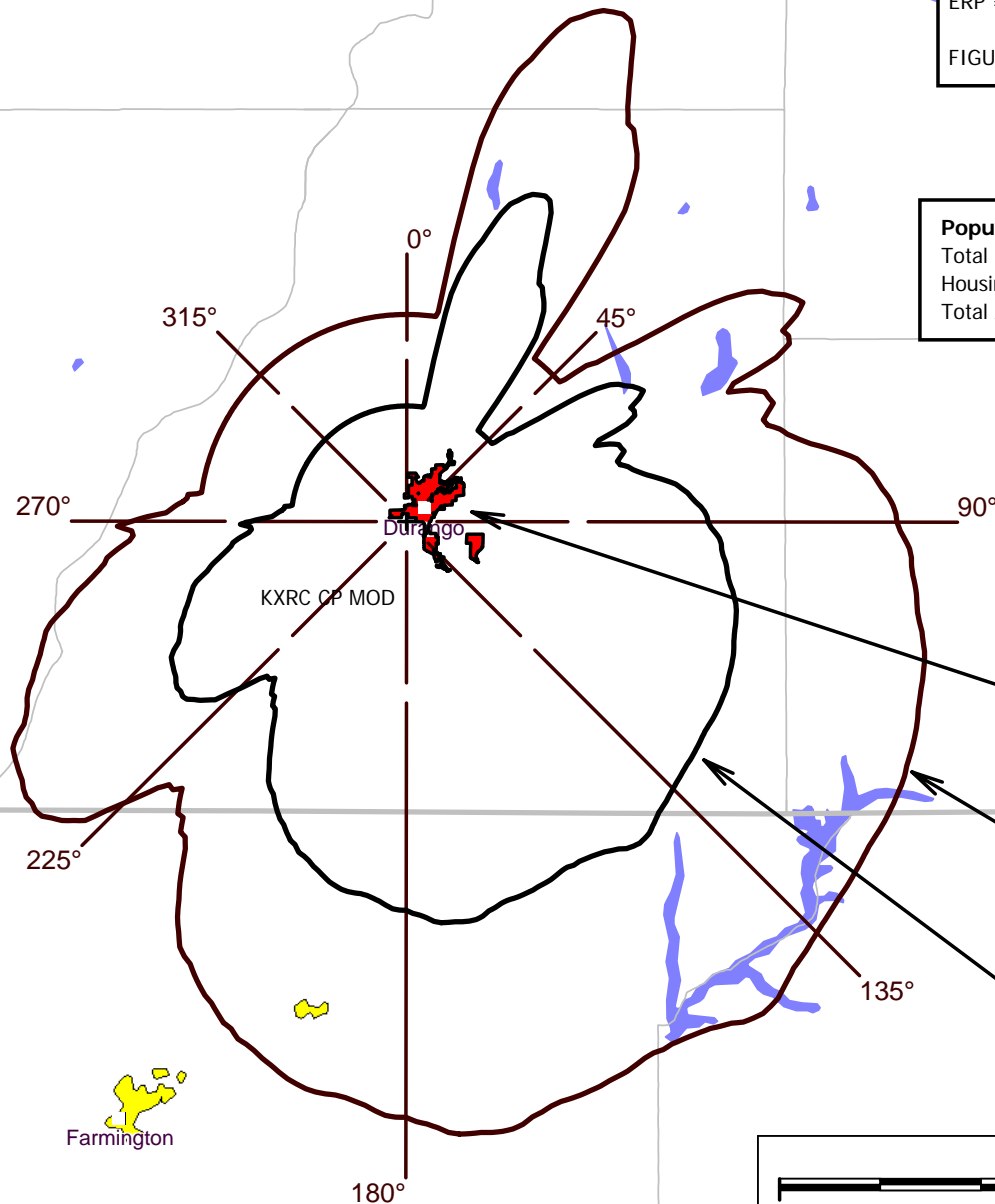 ERP =
FIGU
Popu
Total
Housi
Total
0°
315°
45°
270°
90°
Durango
KXRC CP MOD
225°
135°
Farmington
180°